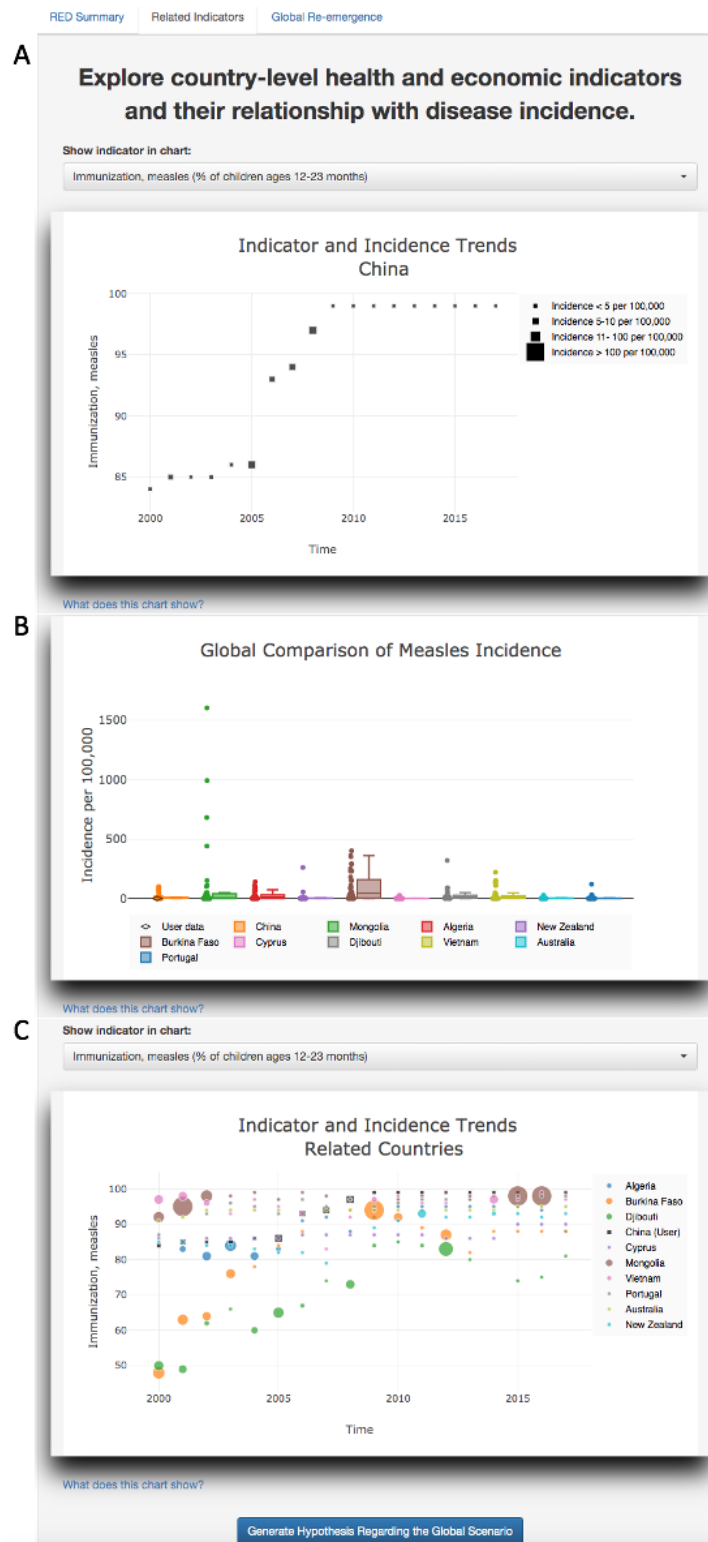 RED Summary
Related Indicators
Global Re-emergence
A
Explore country-level health and economic indicators
and their relationship with disease incidence.
Show indicator in chart:
Immunization, measles (% of children ages 12-23 months)
Indicator and Incidence Trends
China
100
95
90
85
Immunization, measles
2000
2005
2010
2015
Time
Incidence < 5 per 100,000
Incidence 5-10 per 100,000
Incidence 11- 100 per 100,000
Incidence > 100 per 100,000
What does this chart show?
B
Global Comparison of Measles Incidence
1500
1000
500
0
Incidence per 100,000
User data
China
Mongolia
Algeria
New Zealand
Burkina Faso
Cyprus
Djibouti
Vietnam
Australia
Portugal
What does this chart show?
C
Show indicator in chart:
Immunization, measles (% of children ages 12-23 months)
Indicator and Incidence Trends
Related Countries
100
90
80
70
60
50
Immunization, measles
2000
2005
2010
2015
Time
Algeria
Burkina Faso
Djibouti
China (User)
Cyprus
Mongolia
Vietnam
Portugal
Australia
New Zealand
What does this chart show?
Generate Hypothesis Regarding the Global Scenario